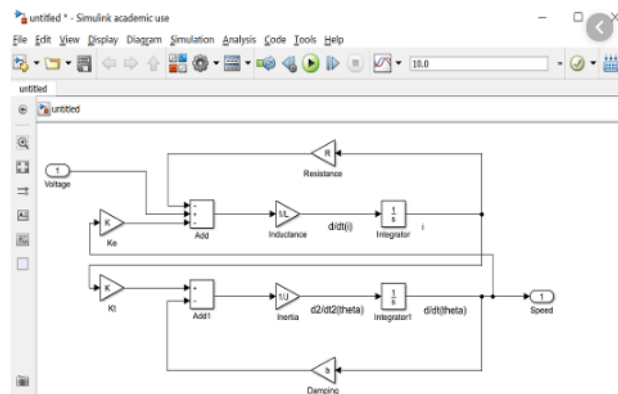 untitled * - Simulink academic use
File Edit View Display Diagram Simulation Analysis Code Tools Help
10.0
»
untitled
untitled
R
Resistance
1
Voltage
−
+
−
Add
1/L
Inductance
d/dt(i)
1
s
Integrator
i
K
Ke
K
Kt
+
−
Add1
1/J
Inertia
d2/dt2(theta)
1
s
Integrator1
d/dt(theta)
1
Speed
b
Damping